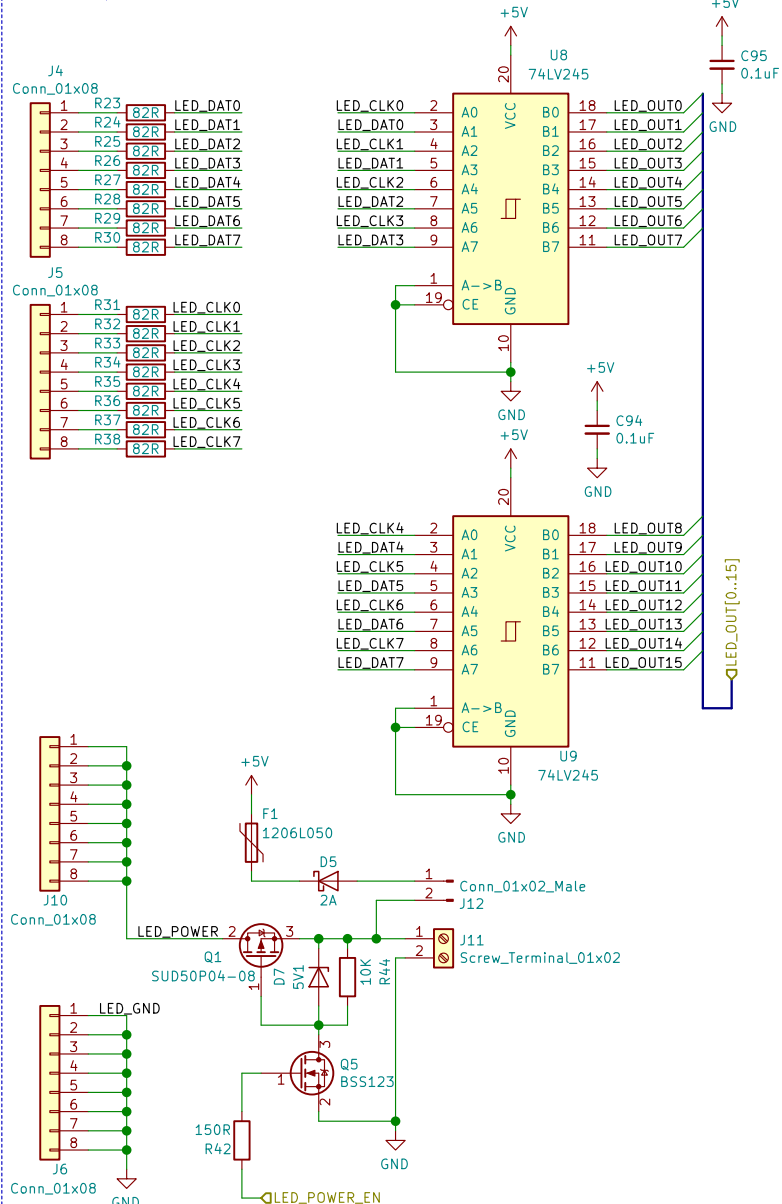 +5V
C95
0.1uF
GND
J4
Conn_01x08
1 R23 82R LED_DAT0
2 R24 82R LED_DAT1
3 R25 82R LED_DAT2
4 R26 82R LED_DAT3
5 R27 82R LED_DAT4
6 R28 82R LED_DAT5
7 R29 82R LED_DAT6
8 R30 82R LED_DAT7
J5
Conn_01x08
1 R31 82R LED_CLK0
2 R32 82R LED_CLK1
3 R33 82R LED_CLK2
4 R34 82R LED_CLK3
5 R35 82R LED_CLK4
6 R36 82R LED_CLK5
7 R37 82R LED_CLK6
8 R38 82R LED_CLK7
+5V
U8
74LV245
20
VCC
LED_CLK0 2 A0 B0 18 LED_OUT0
LED_DAT0 3 A1 B1 17 LED_OUT1
LED_CLK1 4 A2 B2 16 LED_OUT2
LED_DAT1 5 A3 B3 15 LED_OUT3
LED_CLK2 6 A4 B4 14 LED_OUT4
LED_DAT2 7 A5 B5 13 LED_OUT5
LED_CLK3 8 A6 B6 12 LED_OUT6
LED_DAT3 9 A7 B7 11 LED_OUT7
1 A->B
19 CE
GND
10
GND
+5V
C94
0.1uF
GND
+5V
20
VCC
LED_CLK4 2 A0 B0 18 LED_OUT8
LED_DAT4 3 A1 B1 17 LED_OUT9
LED_CLK5 4 A2 B2 16 LED_OUT10
LED_DAT5 5 A3 B3 15 LED_OUT11
LED_CLK6 6 A4 B4 14 LED_OUT12
LED_DAT6 7 A5 B5 13 LED_OUT13
LED_CLK7 8 A6 B6 12 LED_OUT14
LED_DAT7 9 A7 B7 11 LED_OUT15
1 A->B
19 CE
GND
10
U9
74LV245
GND
LED_OUT[0..15]
1
2
3
4
5
6
7
8
J10
Conn_01x08
+5V
F1
1206L050
D5
2A
1
2
Conn_01x02_Male
J12
LED_POWER 2
3
Q1
SUD50P04-08
1
D7
5V1
10K
R44
1
2
J11
Screw_Terminal_01x02
3
Q5
BSS123
1
2
GND
150R
R42
LED_POWER_EN
1 LED_GND
2
3
4
5
6
7
8
J6
Conn_01x08
GND